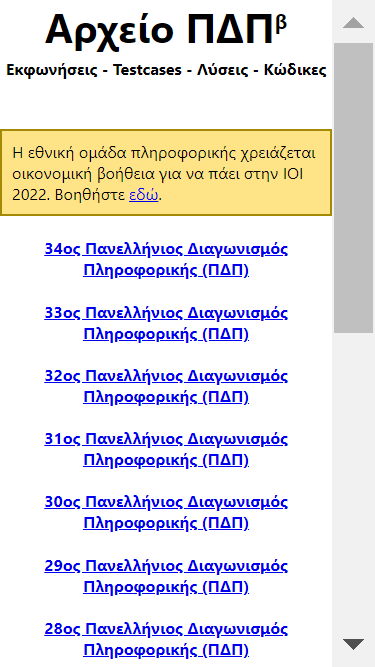 Αρχείο ΠΔΠᵝ
Εκφωνήσεις - Testcases - Λύσεις - Κώδικες
Η εθνική ομάδα πληροφορικής χρειάζεται
οικονομική βοήθεια για να πάει στην ΙΟΙ
2022. Βοηθήστε εδώ.
34ος Πανελλήνιος Διαγωνισμός
Πληροφορικής (ΠΔΠ)
33ος Πανελλήνιος Διαγωνισμός
Πληροφορικής (ΠΔΠ)
32ος Πανελλήνιος Διαγωνισμός
Πληροφορικής (ΠΔΠ)
31ος Πανελλήνιος Διαγωνισμός
Πληροφορικής (ΠΔΠ)
30ος Πανελλήνιος Διαγωνισμός
Πληροφορικής (ΠΔΠ)
29ος Πανελλήνιος Διαγωνισμός
Πληροφορικής (ΠΔΠ)
28ος Πανελλήνιος Διαγωνισμός
Πληροφορικής (ΠΔΠ)